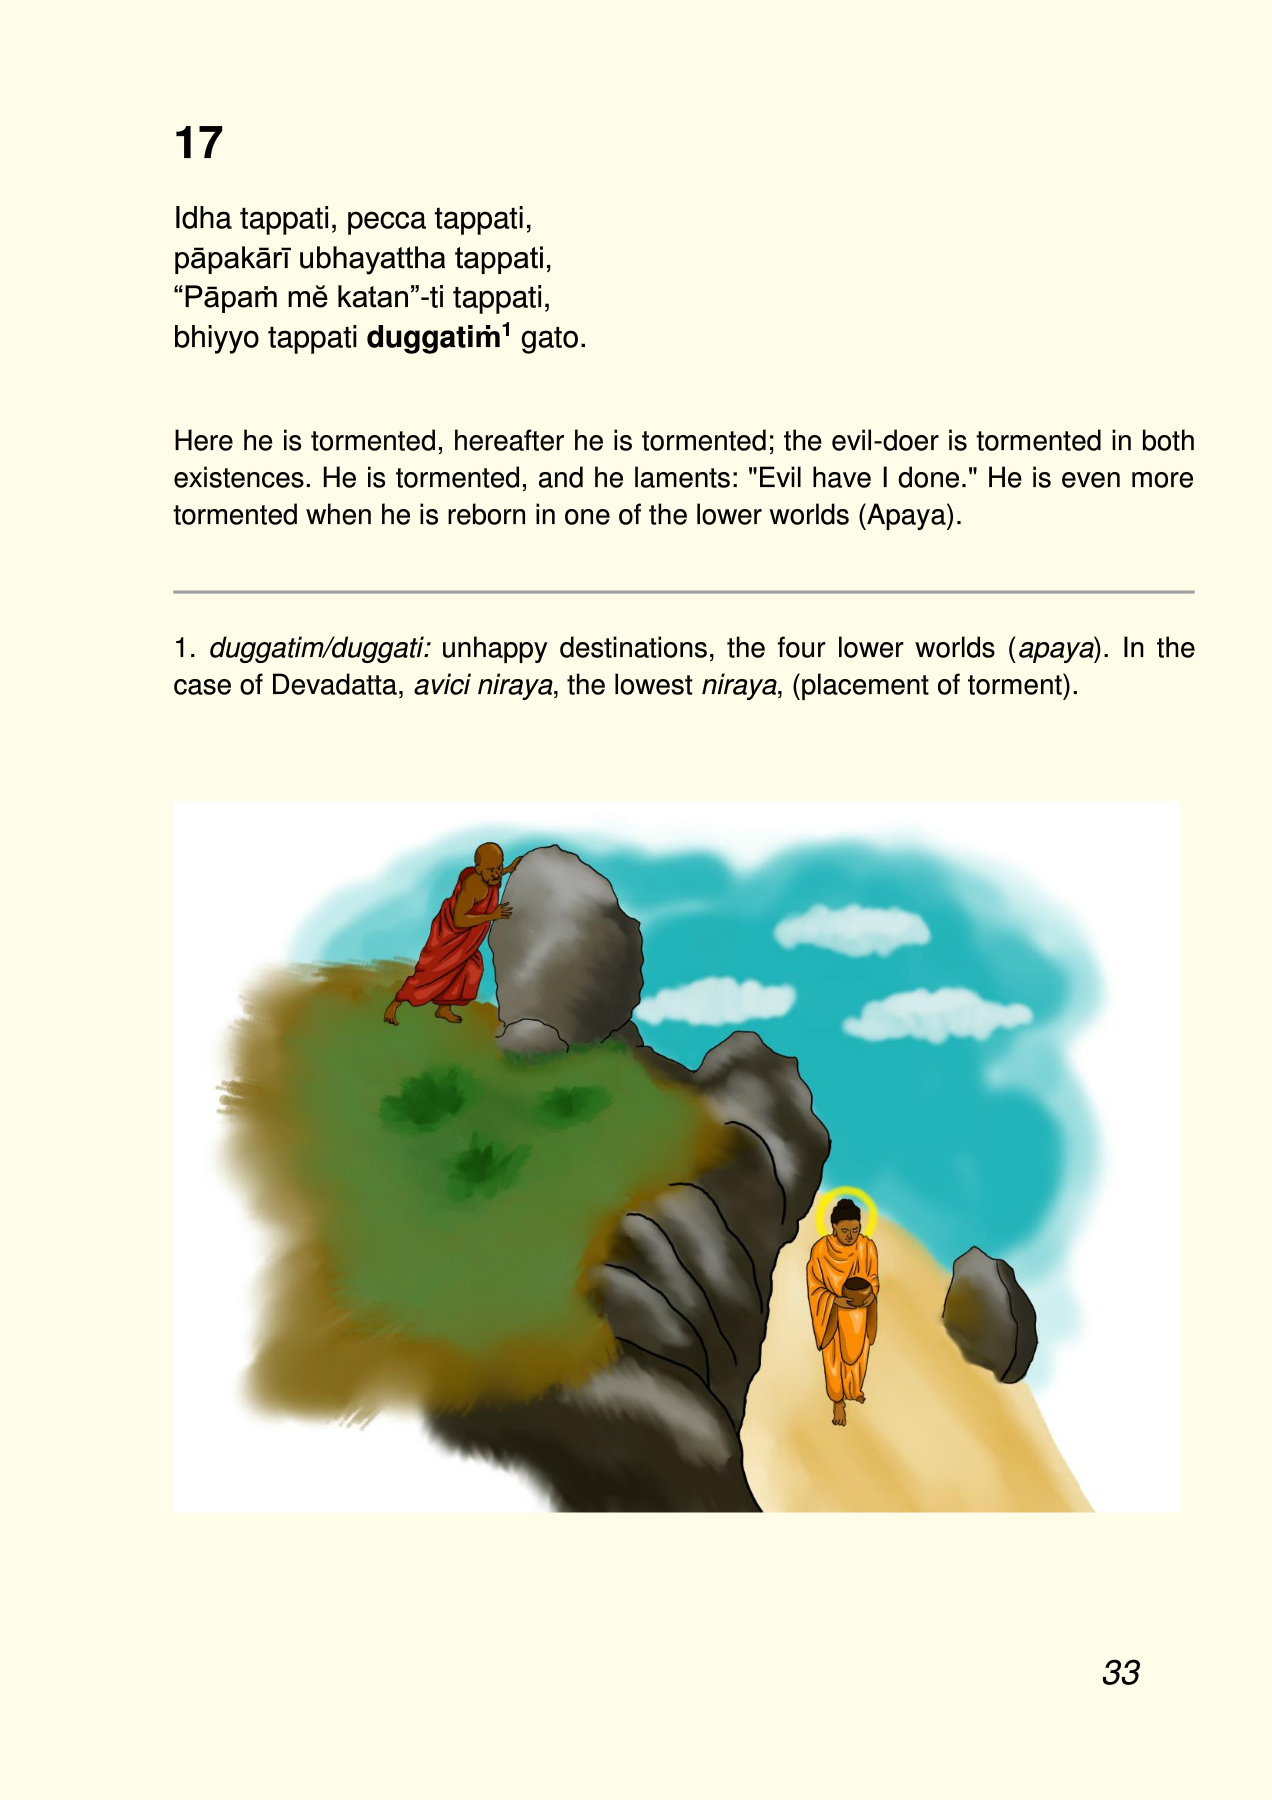 17
Idha tappati, pecca tappati,
pāpakārī ubhayattha tappati,
“Pāpaṁ mĕ katan”-ti tappati,
bhiyyo tappati duggatiṁ¹ gato.
Here he is tormented, hereafter he is tormented; the evil-doer is tormented in both
existences. He is tormented, and he laments: "Evil have I done." He is even more
tormented when he is reborn in one of the lower worlds (Apaya).
1. duggatim/duggati: unhappy destinations, the four lower worlds (apaya). In the
case of Devadatta, avici niraya, the lowest niraya, (placement of torment).
33